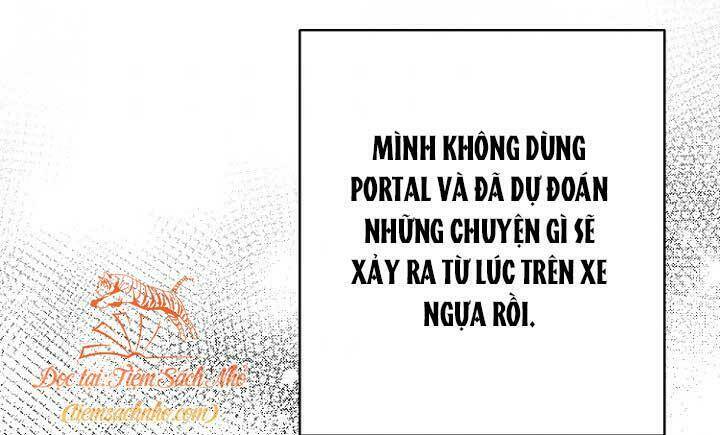 MÌNH KHÔNG DÙNG
PORTAL VÀ ĐÃ DỰ ĐOÁN
NHỮNG CHUYỆN GÌ SẼ
XẢY RA TỪ LÚC TRÊN XE
NGỰA RỒI.
Đọc tại Tiệm Sách Nhỏ
(tiemsachnho.com)